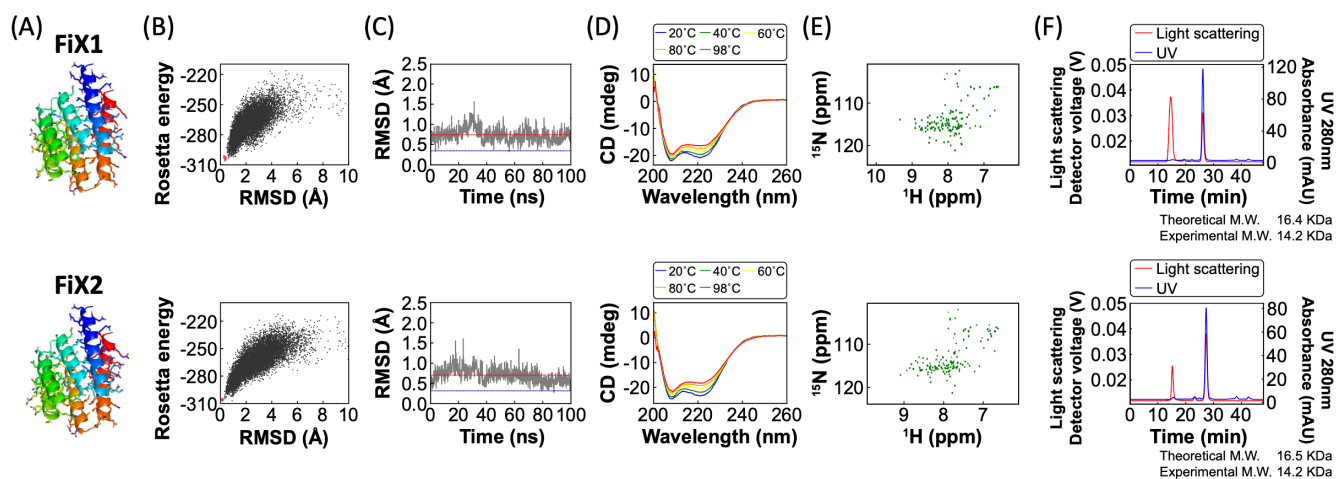 (A) (B) (C) (D) (E) (F)
FiX1
Rosetta energy
-220
-250
-280
-310
0 2 4 6 8 10
RMSD (Å)
RMSD (Å)
2.5
2.0
1.5
1.0
0.5
0.0
0 20 40 60 80 100
Time (ns)
20˚C 40˚C 60˚C
80˚C 98˚C
CD (mdeg)
10
0
-10
-20
200 220 240 260
Wavelength (nm)
15N (ppm)
110
120
10 9 8 7
1H (ppm)
Light scattering
UV
Light scattering
Detector voltage (V)
0.05
0.04
0.03
0.02
0 10 20 30 40
Time (min)
120
80
40
0
UV 280nm
Absorbance (mAU)
Theoretical M.W. 16.4 KDa
Experimental M.W. 14.2 KDa
FiX2
Rosetta energy
-220
-250
-280
-310
0 2 4 6 8 10
RMSD (Å)
RMSD (Å)
2.5
2.0
1.5
1.0
0.5
0.0
0 20 40 60 80 100
Time (ns)
20˚C 40˚C 60˚C
80˚C 98˚C
CD (mdeg)
10
0
-10
-20
200 220 240 260
Wavelength (nm)
15N (ppm)
110
120
10 9 8 7
1H (ppm)
Light scattering
UV
Light scattering
Detector voltage (V)
0.05
0.04
0.03
0.02
0 10 20 30 40
Time (min)
80
60
40
20
0
UV 280nm
Absorbance (mAU)
Theoretical M.W. 16.5 KDa
Experimental M.W. 14.2 KDa